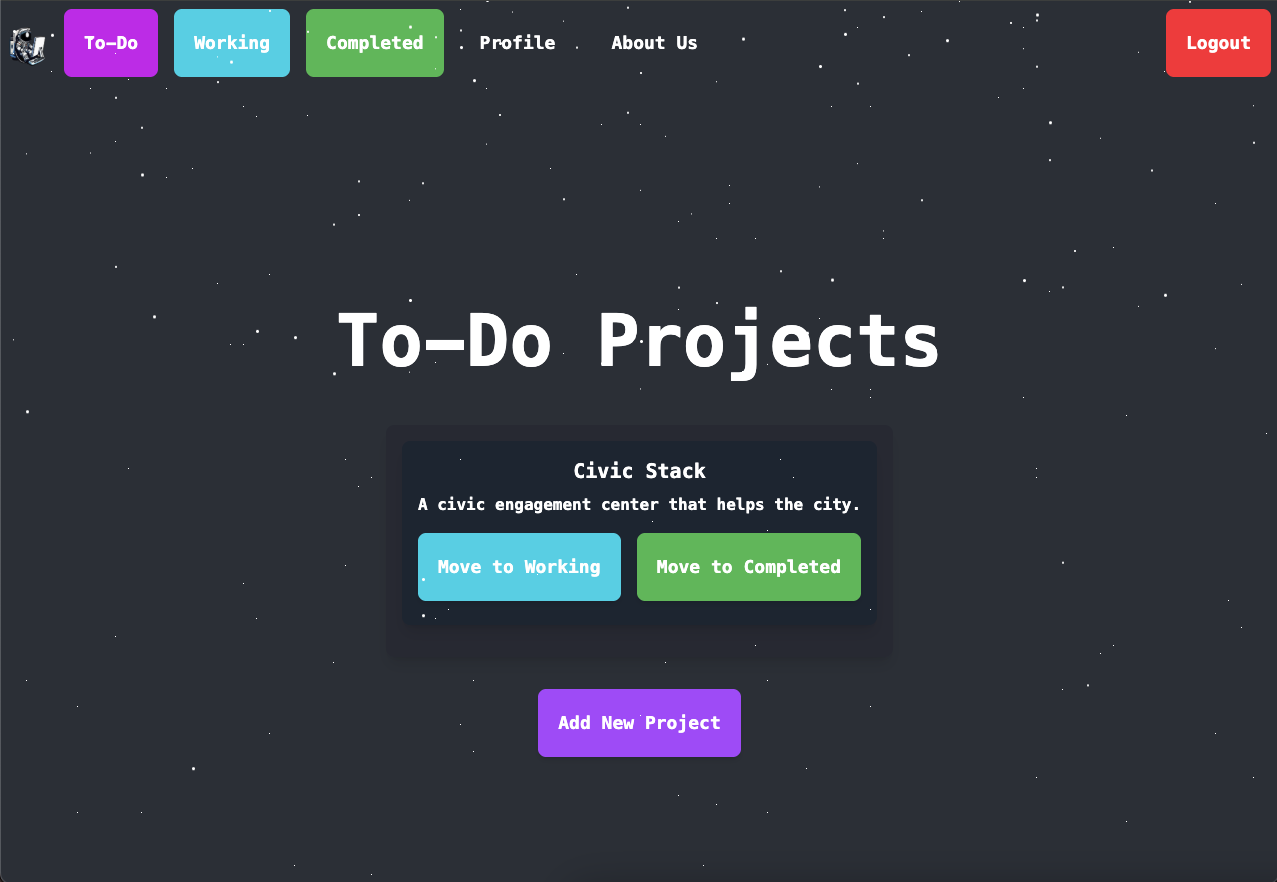 To-Do Working Completed Profile About Us Logout
To-Do Projects
Civic Stack
A civic engagement center that helps the city.
Move to Working Move to Completed
Add New Project